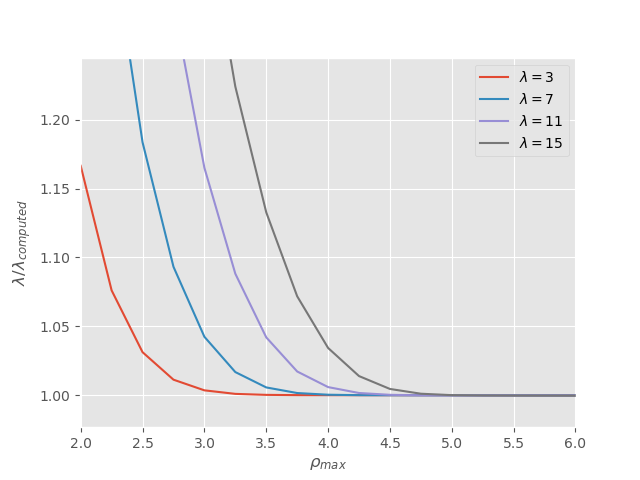 λ = 3
λ = 7
λ = 11
λ = 15
1.20
1.15
1.10
1.05
1.00
λ/λcomputed
2.0 2.5 3.0 3.5 4.0 4.5 5.0 5.5 6.0
ρmax